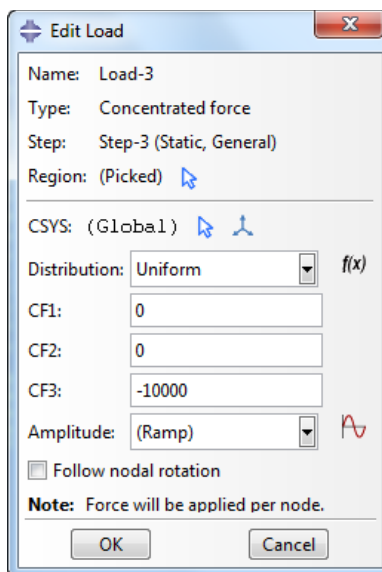 Edit Load
Name: Load-3
Type: Concentrated force
Step: Step-3 (Static, General)
Region: (Picked)
CSYS: (Global)
Distribution: Uniform f(x)
CF1: 0
CF2: 0
CF3: -10000
Amplitude: (Ramp)
Follow nodal rotation
Note: Force will be applied per node.
OK Cancel